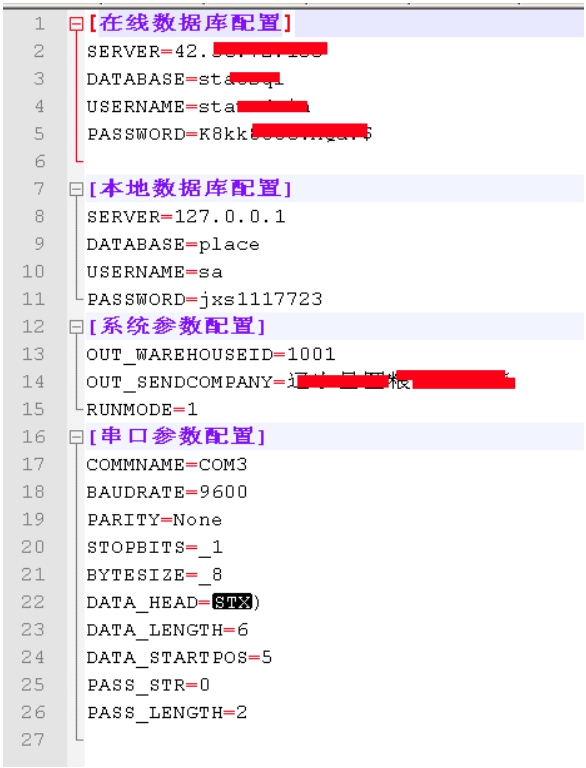 1 [在线数据库配置]
2 SERVER=42.
3 DATABASE=sta
4 USERNAME=sta
5 PASSWORD=K8kk
6
7 [本地数据库配置]
8 SERVER=127.0.0.1
9 DATABASE=place
10 USERNAME=sa
11 PASSWORD=jxs1117723
12 [系统参数配置]
13 OUT_WAREHOUSEID=1001
14 OUT_SENDCOMPANY=
15 RUNMODE=1
16 [串口参数配置]
17 COMMNAME=COM3
18 BAUDRATE=9600
19 PARITY=None
20 STOPBITS=_1
21 BYTESIZE=_8
22 DATA_HEAD=STX)
23 DATA_LENGTH=6
24 DATA_STARTPOS=5
25 PASS_STR=0
26 PASS_LENGTH=2
27